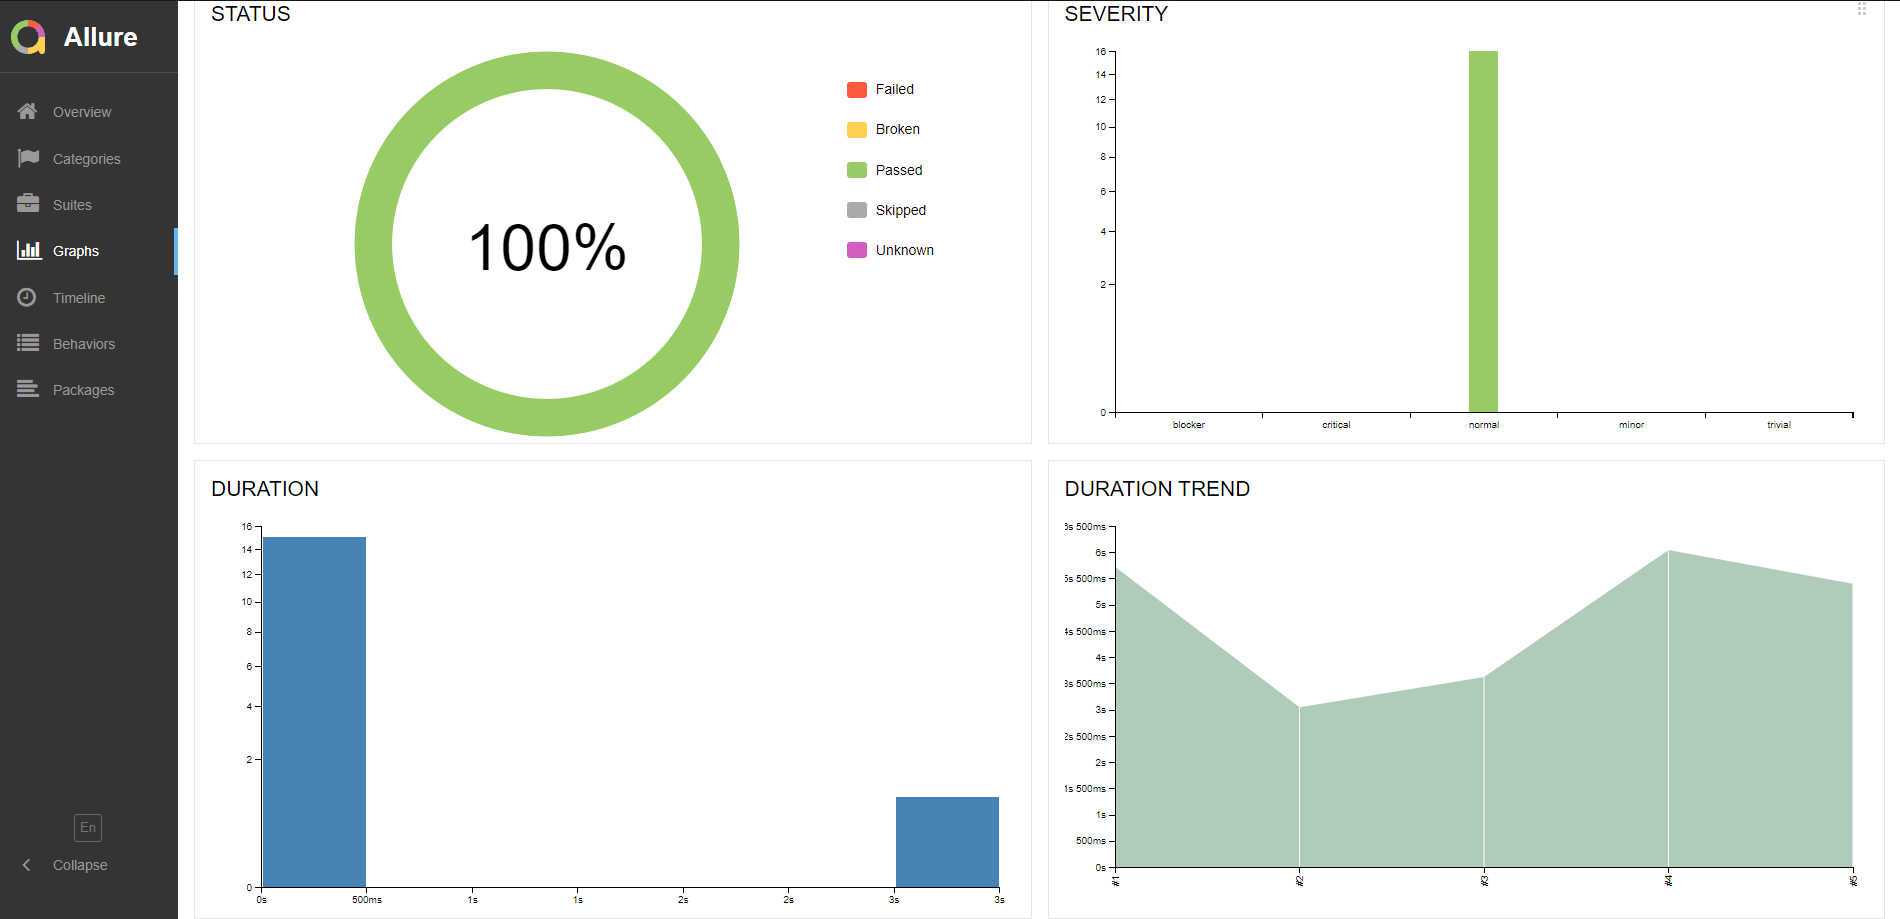 Allure
Overview
Categories
Suites
Graphs
Timeline
Behaviors
Packages
En
Collapse
STATUS
100%
Failed
Broken
Passed
Skipped
Unknown
SEVERITY
16
14
12
10
8
6
4
2
0
blocker critical normal minor trivial
DURATION
16
14
12
10
8
6
4
2
0
0s 500ms 1s 1s 2s 2s 3s 3s
DURATION TREND
6s 500ms
6s
5s 500ms
5s
4s 500ms
4s
3s 500ms
3s
2s 500ms
2s
1s 500ms
1s
500ms
0s
#1 #2 #3 #4 #5